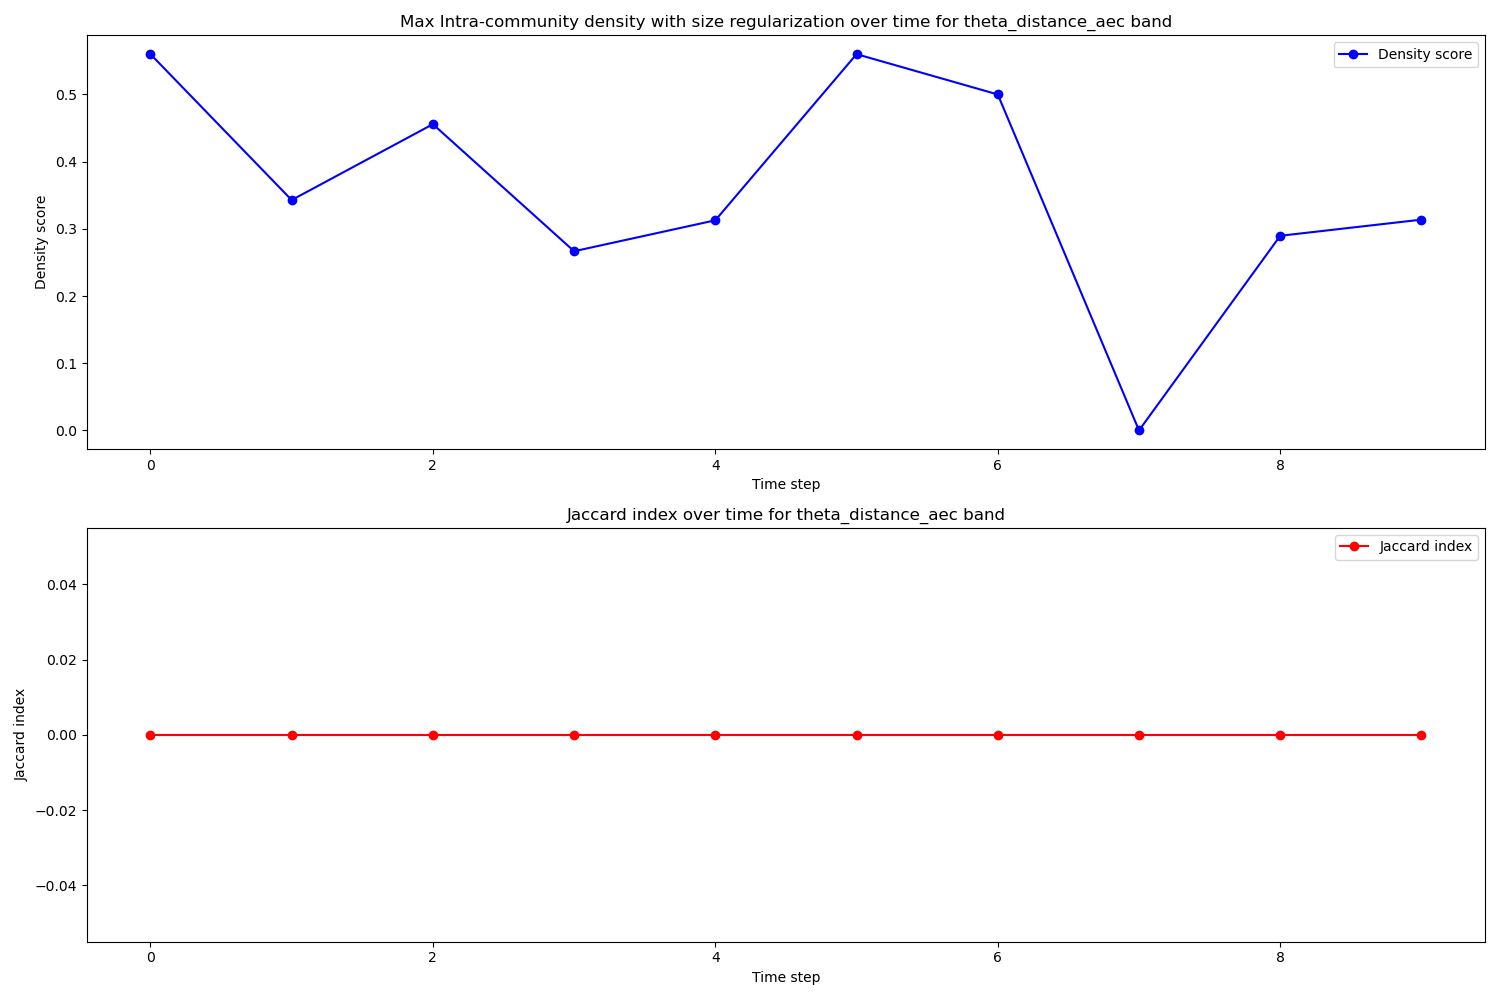 Max Intra-community density with size regularization over time for theta_distance_aec band
Density score
Density score
0.5
0.4
0.3
0.2
0.1
0.0
0 2 4 6 8
Time step
Jaccard index over time for theta_distance_aec band
Jaccard index
Jaccard index
0.04
0.02
0.00
−0.02
−0.04
0 2 4 6 8
Time step